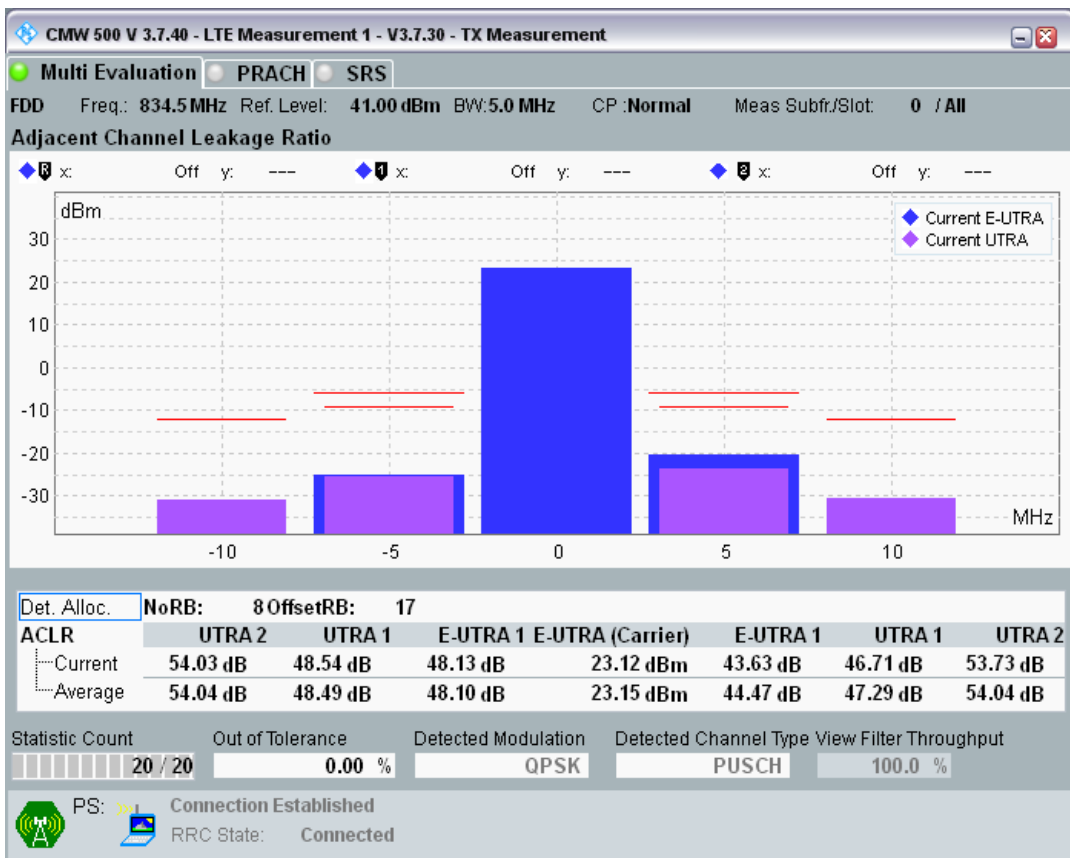 CMW 500 V 3.7.40 - LTE Measurement 1 - V3.7.30 - TX Measurement
Multi Evaluation PRACH SRS
FDD Freq.: 834.5 MHz Ref. Level: 41.00 dBm BW: 5.0 MHz CP : Normal Meas Subfr./Slot: 0 / All
Adjacent Channel Leakage Ratio
R x: Off y: --- 1 x: Off y: --- 2 x: Off y: ---
dBm
Current E-UTRA
Current UTRA
30
20
10
0
-10
-20
-30
MHz
-10 -5 0 5 10
Det. Alloc. NoRB: 8 OffsetRB: 17
ACLR UTRA 2 UTRA 1 E-UTRA 1 E-UTRA (Carrier) E-UTRA 1 UTRA 1 UTRA 2
Current 54.03 dB 48.54 dB 48.13 dB 23.12 dBm 43.63 dB 46.71 dB 53.73 dB
Average 54.04 dB 48.49 dB 48.10 dB 23.15 dBm 44.47 dB 47.29 dB 54.04 dB
Statistic Count Out of Tolerance Detected Modulation Detected Channel Type View Filter Throughput
20 / 20 0.00 % QPSK PUSCH 100.0 %
PS: Connection Established
RRC State: Connected